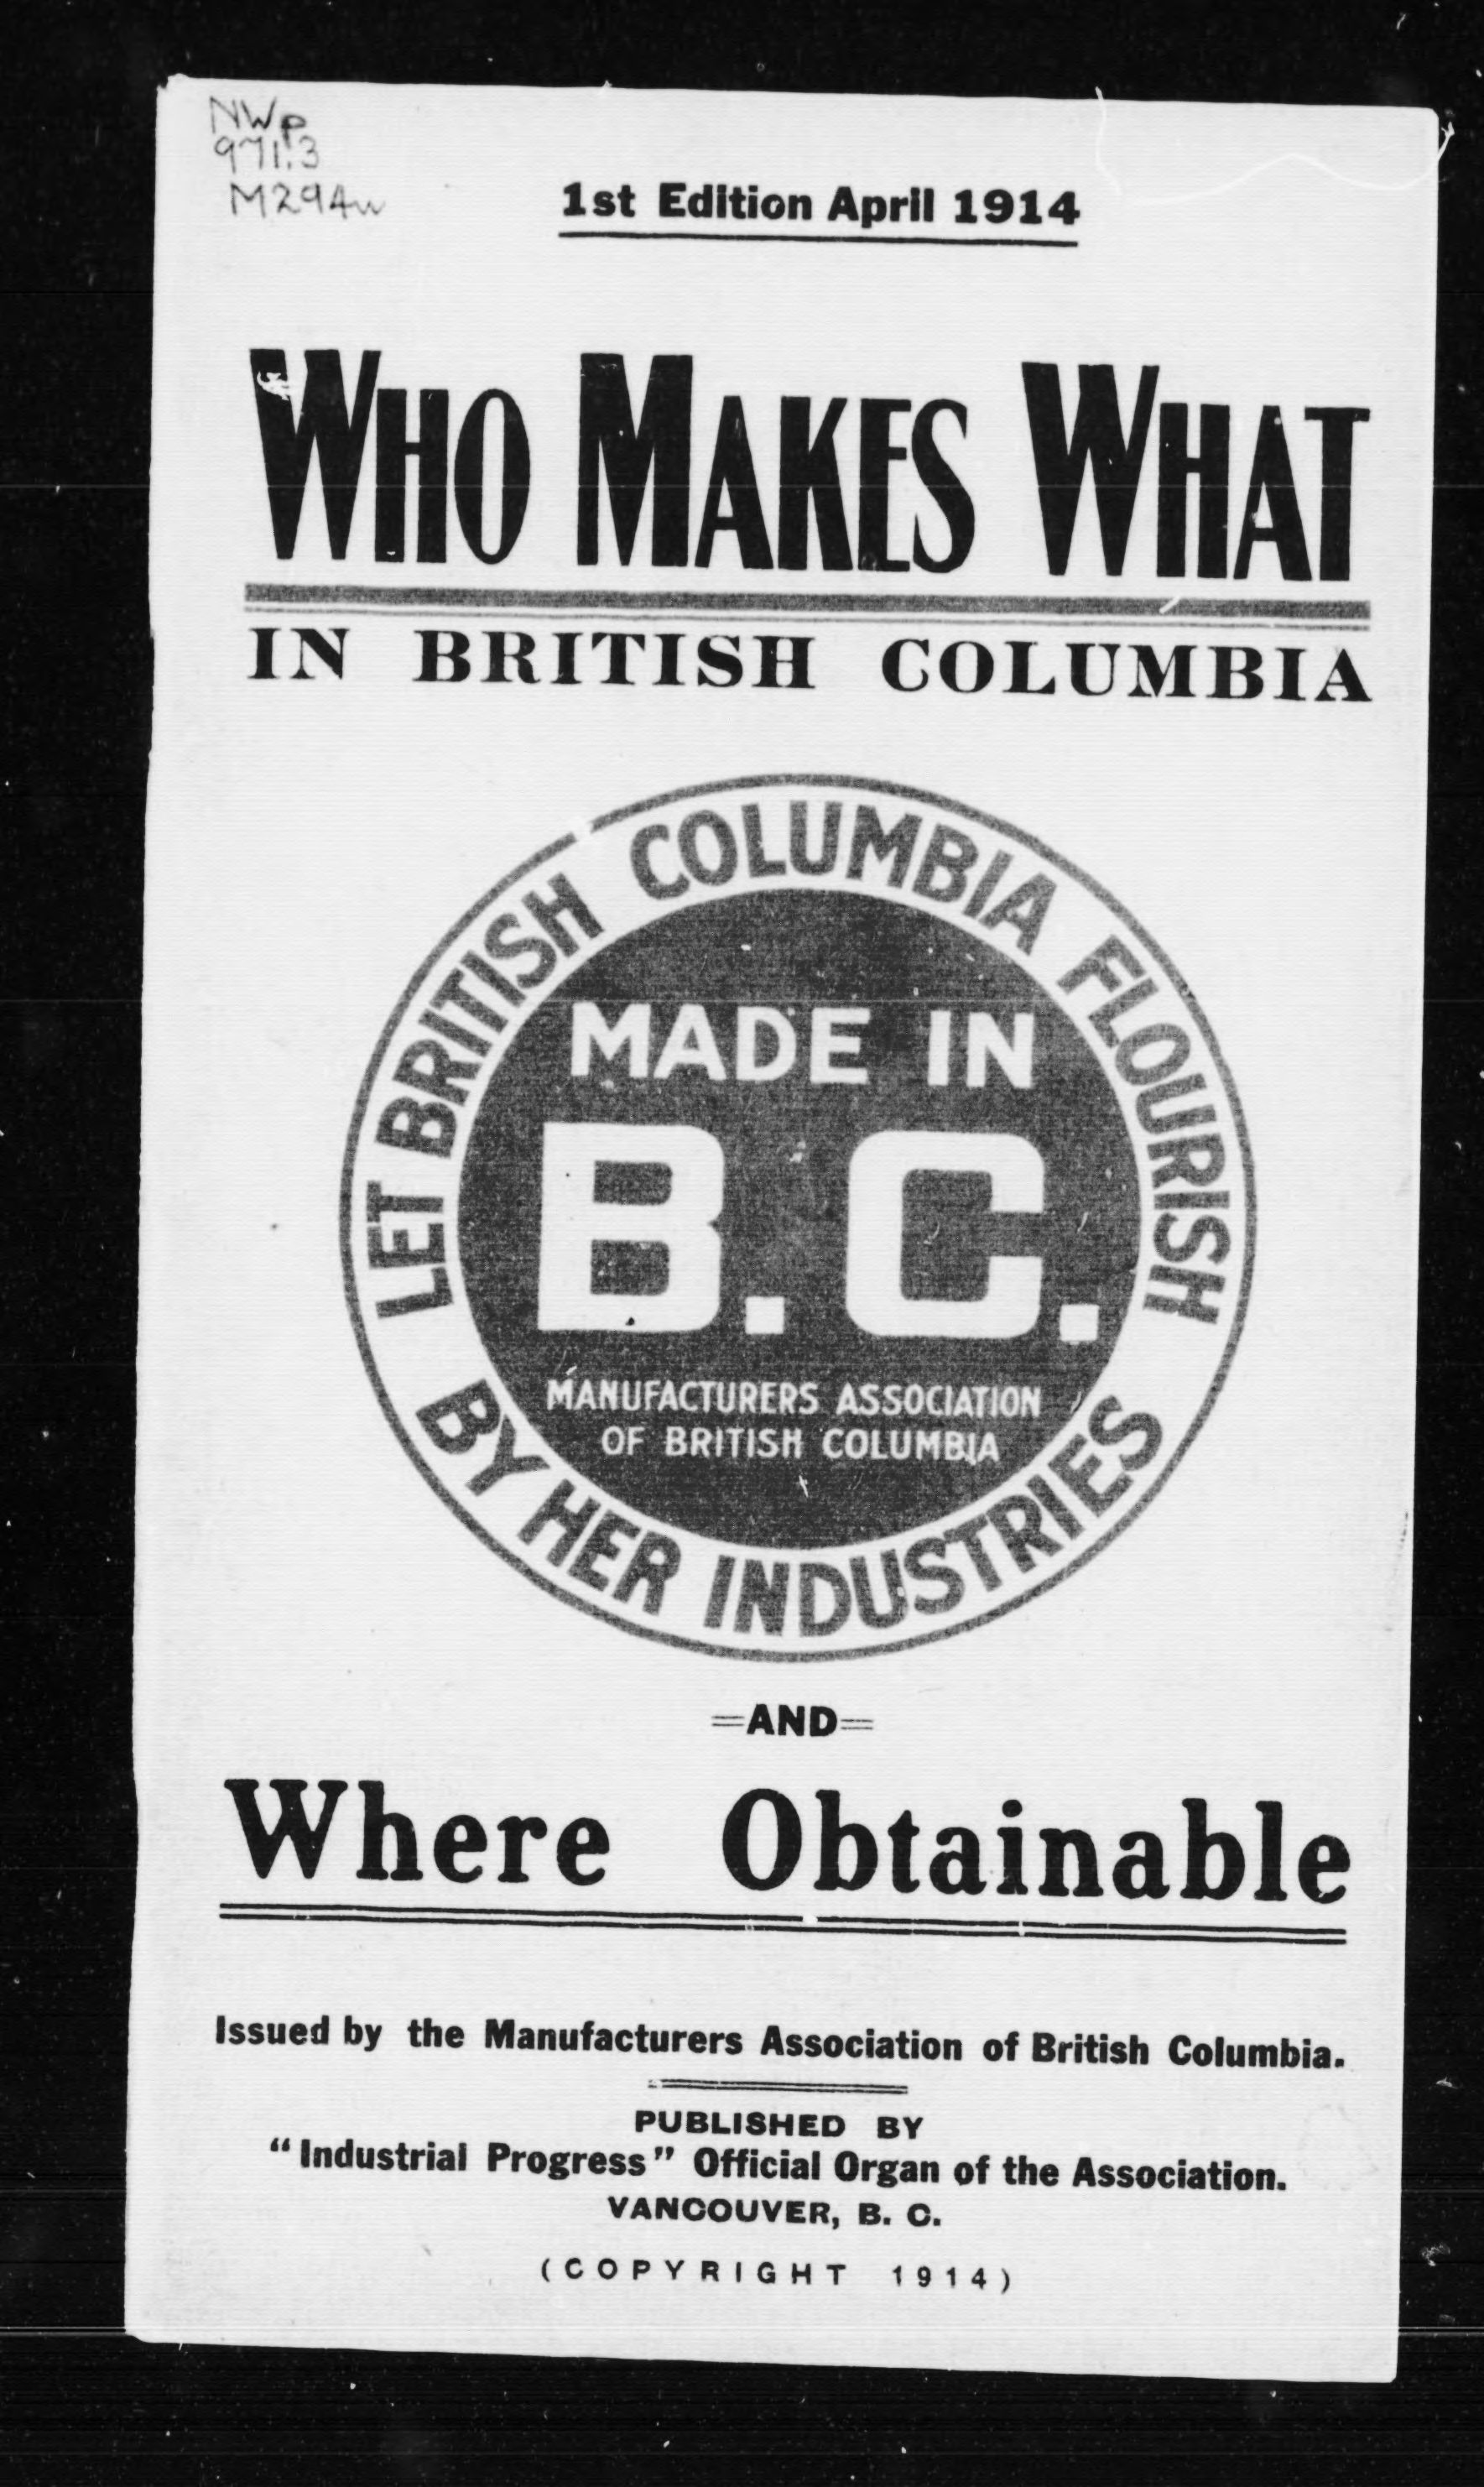 NWp
971.3
M294w
1st Edition April 1914
WHO MAKES WHAT
IN BRITISH COLUMBIA
LET BRITISH COLUMBIA FLOURISH
MADE IN
B. C.
MANUFACTURERS ASSOCIATION
OF BRITISH COLUMBIA
BY HER INDUSTRIES
=AND=
Where Obtainable
Issued by the Manufacturers Association of British Columbia.
PUBLISHED BY
"Industrial Progress" Official Organ of the Association.
VANCOUVER, B. C.
(COPYRIGHT 1914)